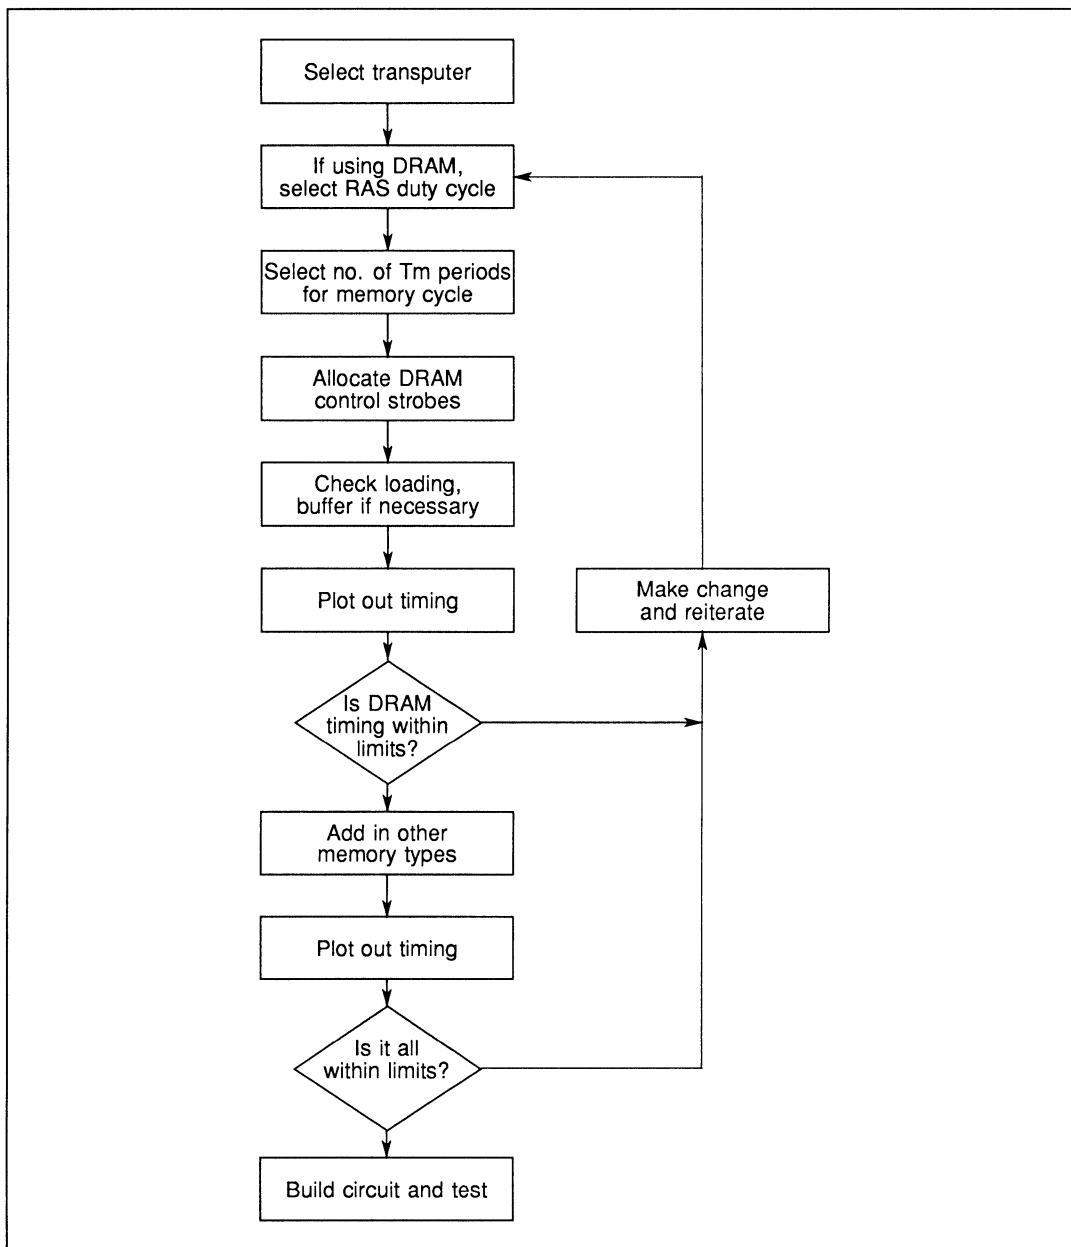 Select transputer
If using DRAM,
select RAS duty cycle
Select no. of Tm periods
for memory cycle
Allocate DRAM
control strobes
Check loading,
buffer if necessary
Plot out timing
Make change
and reiterate
Is DRAM
timing within
limits?
Add in other
memory types
Plot out timing
Is it all
within limits?
Build circuit and test